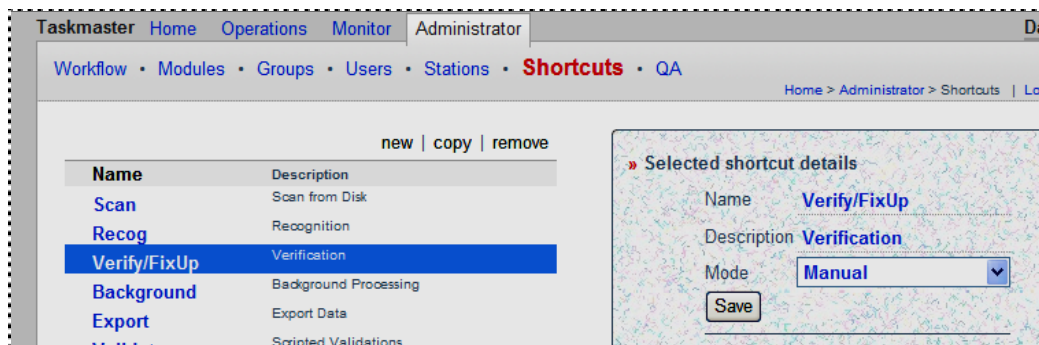 Taskmaster Home Operations Monitor Administrator
Workflow • Modules • Groups • Users • Stations • Shortcuts • QA
Home > Administrator > Shortcuts |
new | copy | remove
Name Description
Scan Scan from Disk
Recog Recognition
Verify/FixUp Verification
Background Background Processing
Export Export Data
Scripted Validations
» Selected shortcut details
Name Verify/FixUp
Description Verification
Mode Manual
Save